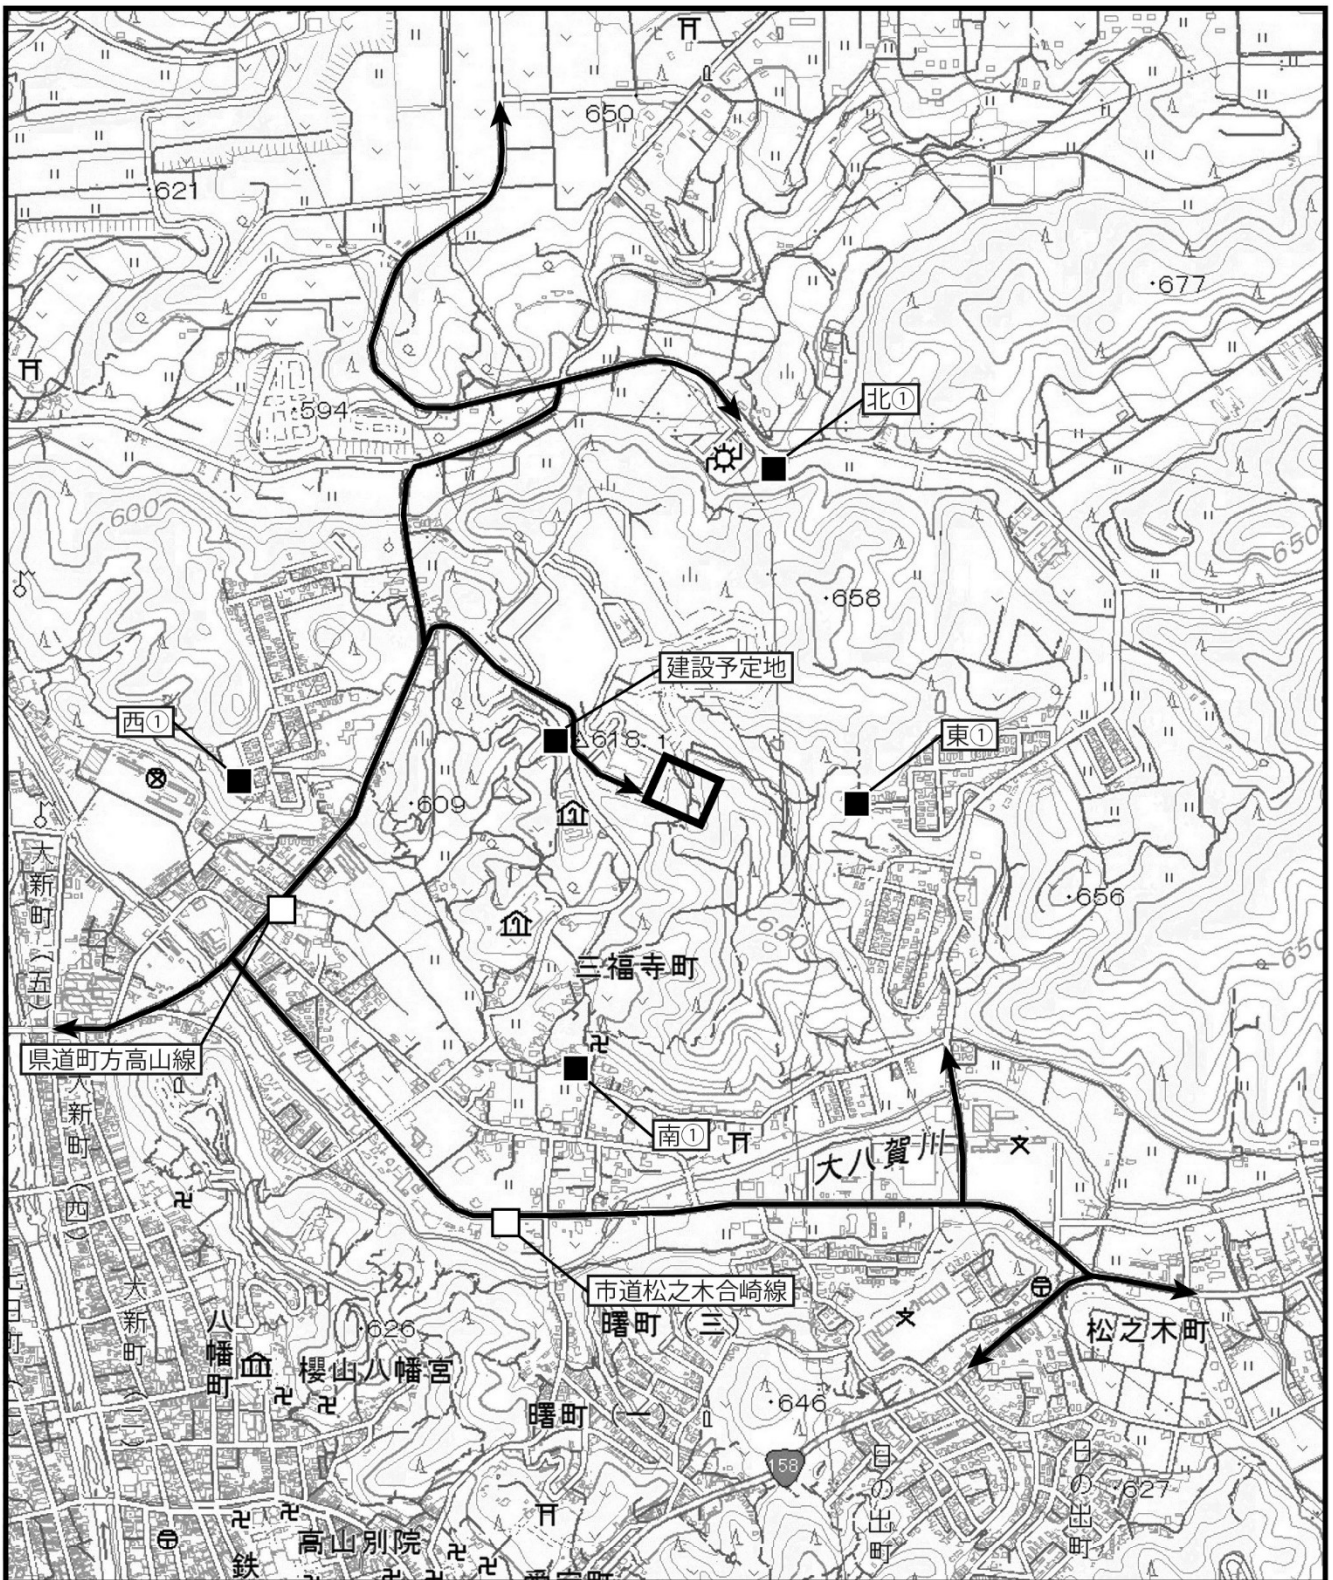 650
621
677
北①
594
600
650
658
建設予定地
西①
618.1
東①
609
大新町(五)
656
650
三福寺町
650
県道町方高山線
大新町(四)
南①
大八賀川
市道松之木合崎線
大新町
曙町(三)
松之木町
626
八幡町
櫻山八幡宮
曙町(一)
646
158
日の出町
日の出町
627
高山別院
鉄